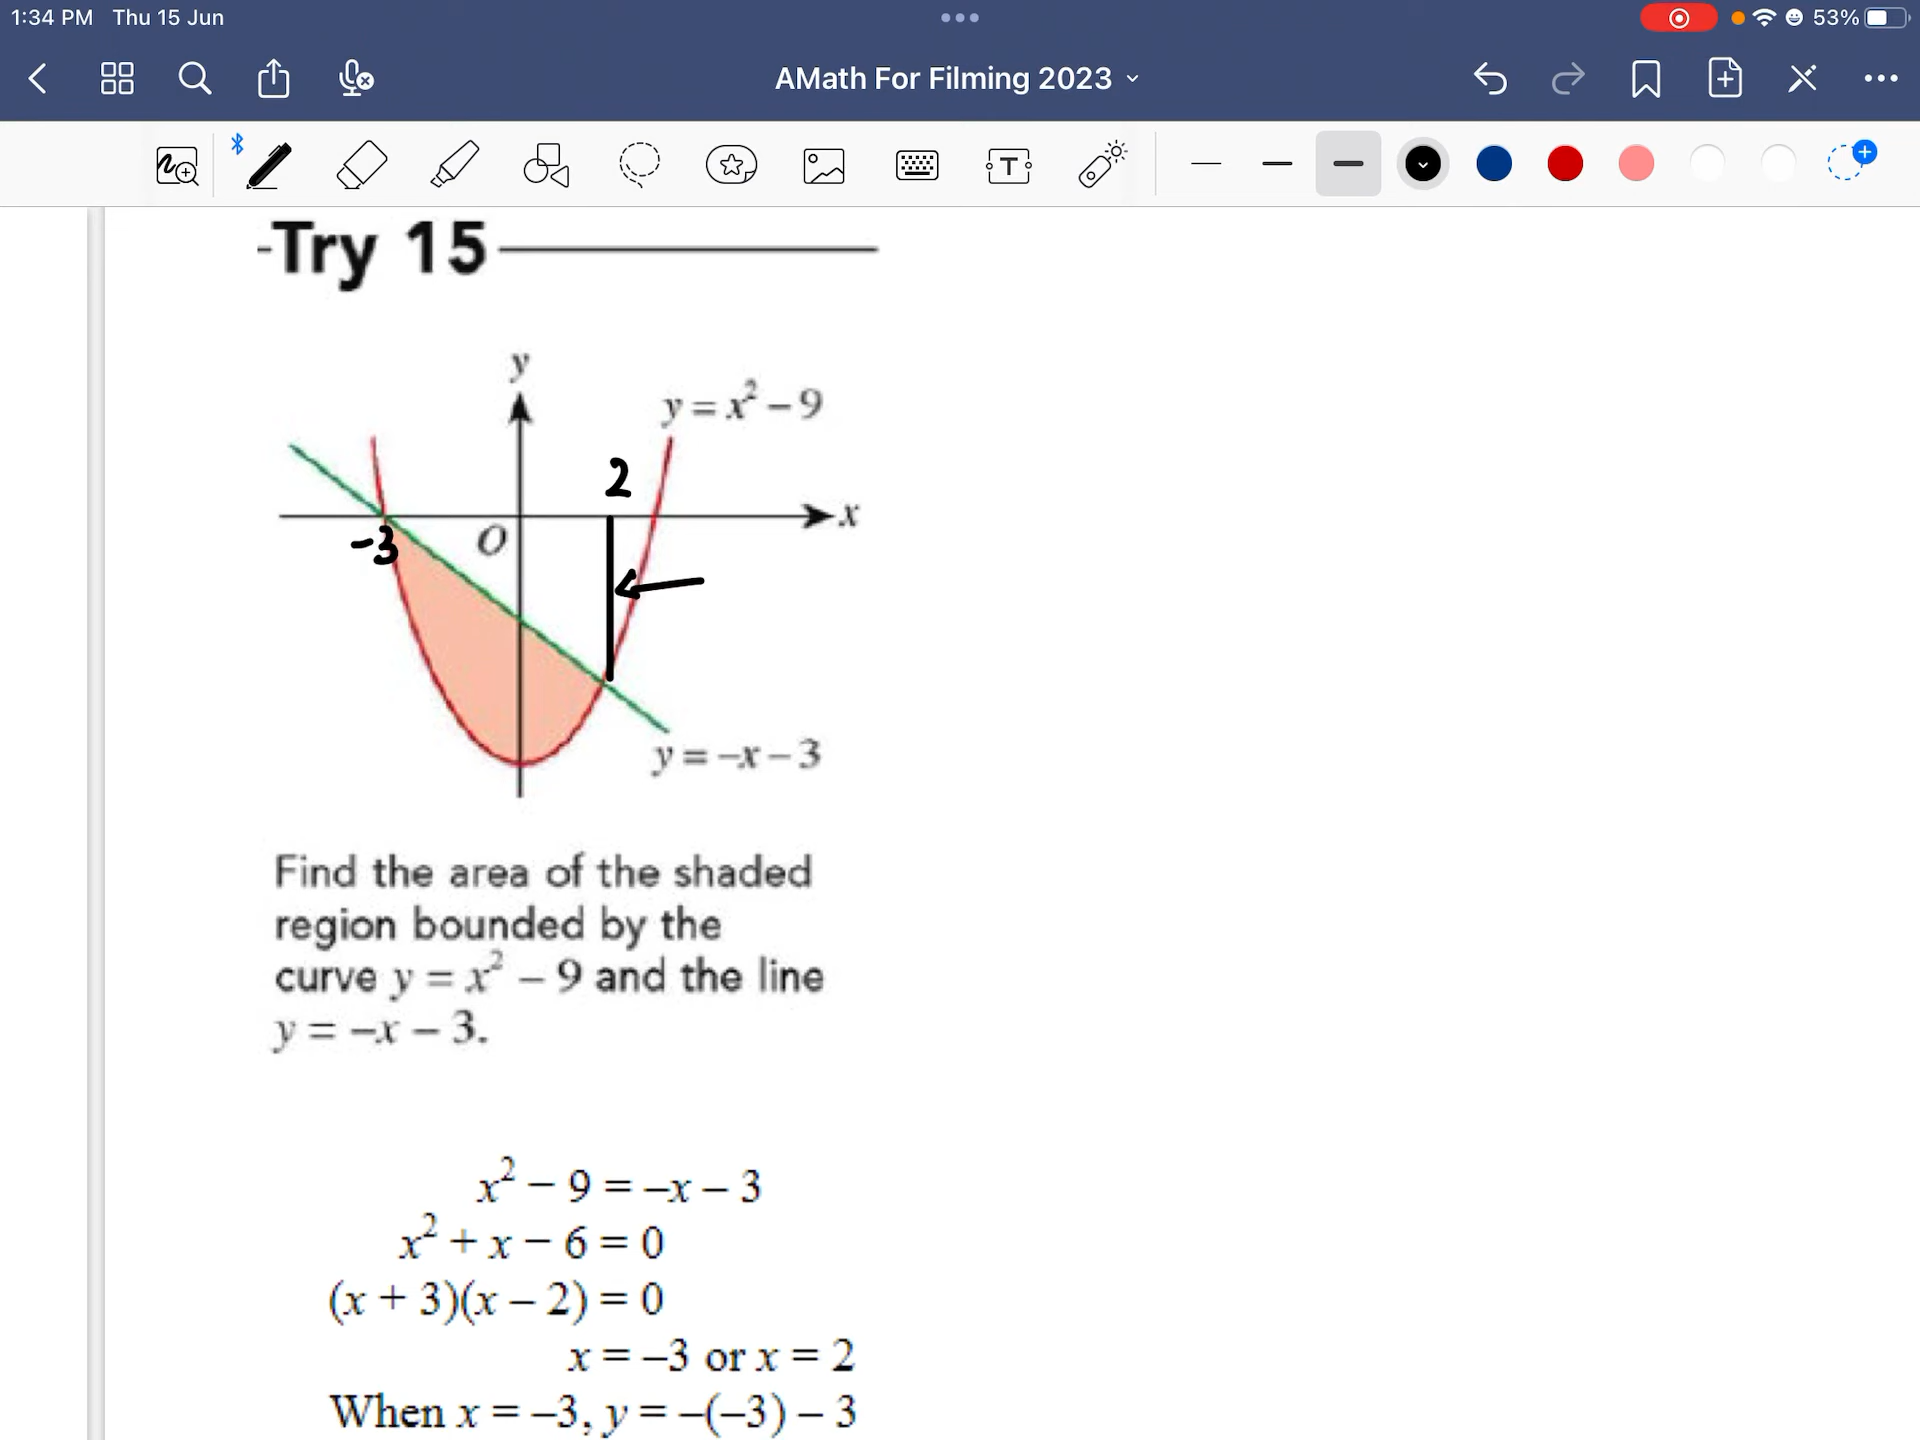 1:34 PM Thu 15 Jun
53%
AMath For Filming 2023
T
-Try 15
y
y = x² – 9
2
x
O
-3
y = –x – 3
Find the area of the shaded
region bounded by the
curve y = x² – 9 and the line
y = –x – 3.
x² – 9 = –x – 3
x² + x – 6 = 0
(x + 3)(x – 2) = 0
x = –3 or x = 2
When x = –3, y = –(–3) – 3